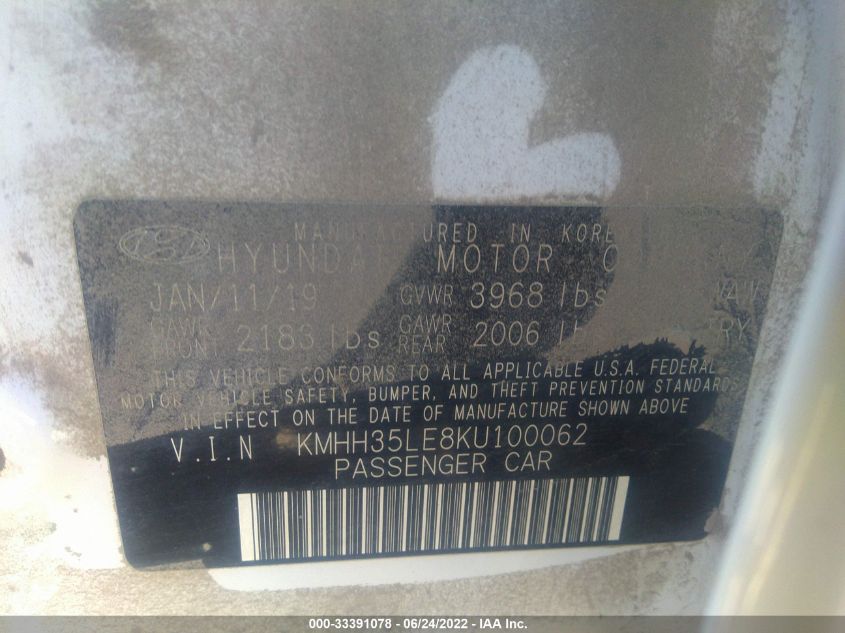 MANUFACTURED IN KOREA
HYUNDAI MOTOR CO
JAN/11/19 GVWR 3968 lbs
GAWR FRONT 2183 lbs GAWR REAR 2006
THIS VEHICLE CONFORMS TO ALL APPLICABLE U.S.A. FEDERAL
MOTOR VEHICLE SAFETY, BUMPER, AND THEFT PREVENTION STANDARDS
IN EFFECT ON THE DATE OF MANUFACTURE SHOWN ABOVE
V.I.N KMHH35LE8KU100062
PASSENGER CAR
000-33391078 - 06/24/2022 - IAA Inc.